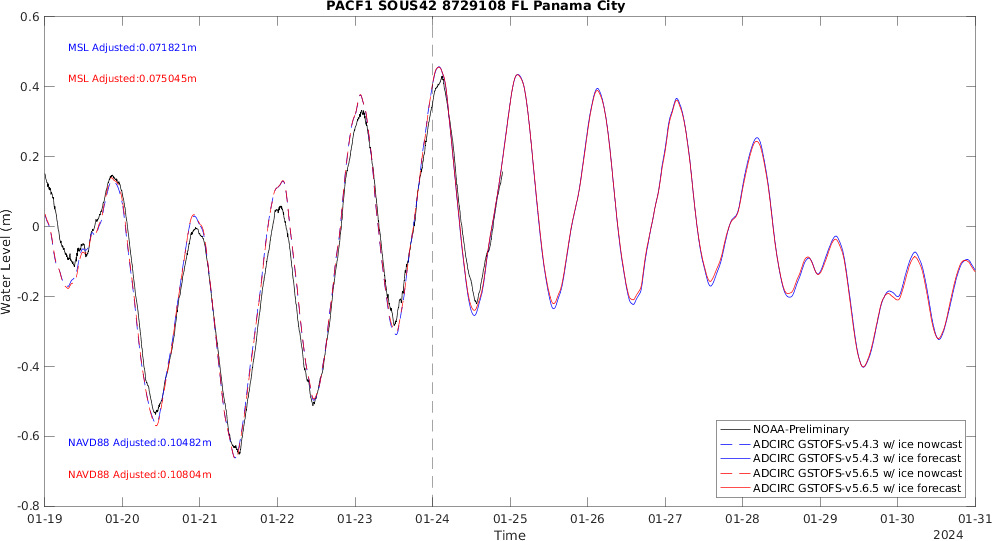 PACF1 SOUS42 8729108 FL Panama City
0.6
0.4
0.2
0
-0.2
-0.4
-0.6
-0.8
Water Level (m)
MSL Adjusted:0.071821m
MSL Adjusted:0.075045m
NAVD88 Adjusted:0.10482m
NAVD88 Adjusted:0.10804m
NOAA-Preliminary
ADCIRC GSTOFS-v5.4.3 w/ ice nowcast
ADCIRC GSTOFS-v5.4.3 w/ ice forecast
ADCIRC GSTOFS-v5.6.5 w/ ice nowcast
ADCIRC GSTOFS-v5.6.5 w/ ice forecast
01-19 01-20 01-21 01-22 01-23 01-24 01-25 01-26 01-27 01-28 01-29 01-30 01-31
Time
2024